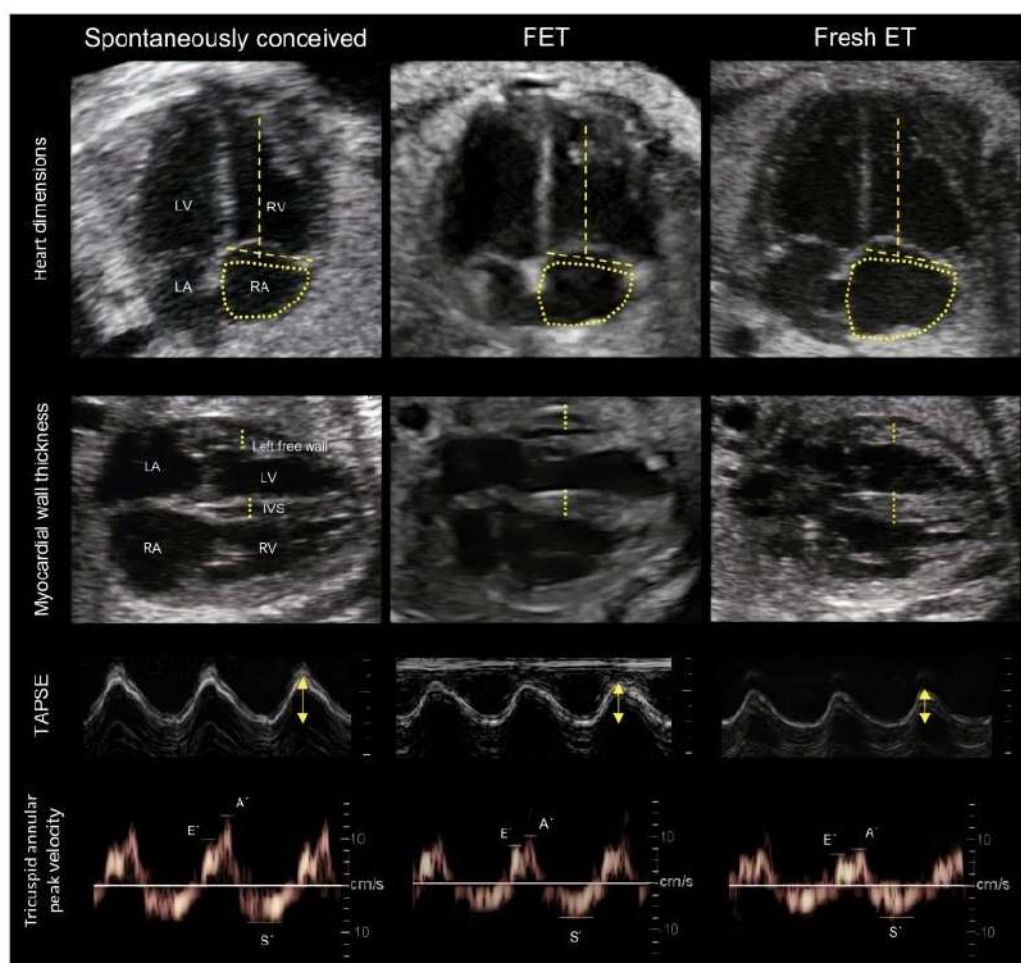 Spontaneously conceived
FET
Fresh ET
Heart dimensions
LV
RV
LA
RA
Myocardial wall thickness
Left free wall
LA
LV
IVS
RA
RV
TAPSE
Tricuspid annular
peak velocity
A´
E´
10
cm/s
S´
-10
A´
E´
10
cm/s
S´
-10
A´
E´
10
cm/s
S´
-10